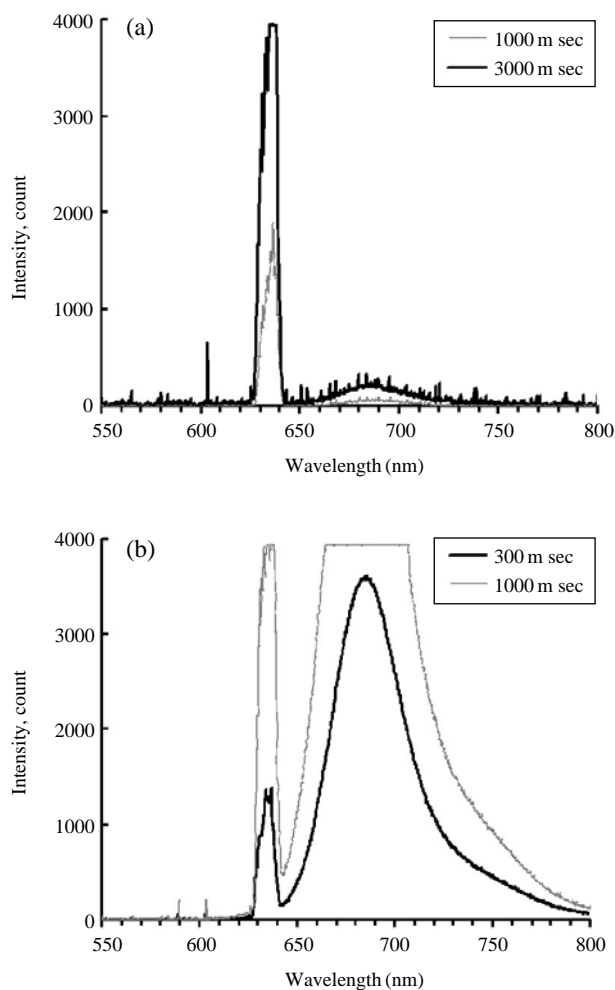 (a)
1000 m sec
3000 m sec
4000
3000
2000
1000
0
Intensity, count
550 600 650 700 750 800
Wavelength (nm)
(b)
300 m sec
1000 m sec
4000
3000
2000
1000
0
Intensity, count
550 600 650 700 750 800
Wavelength (nm)